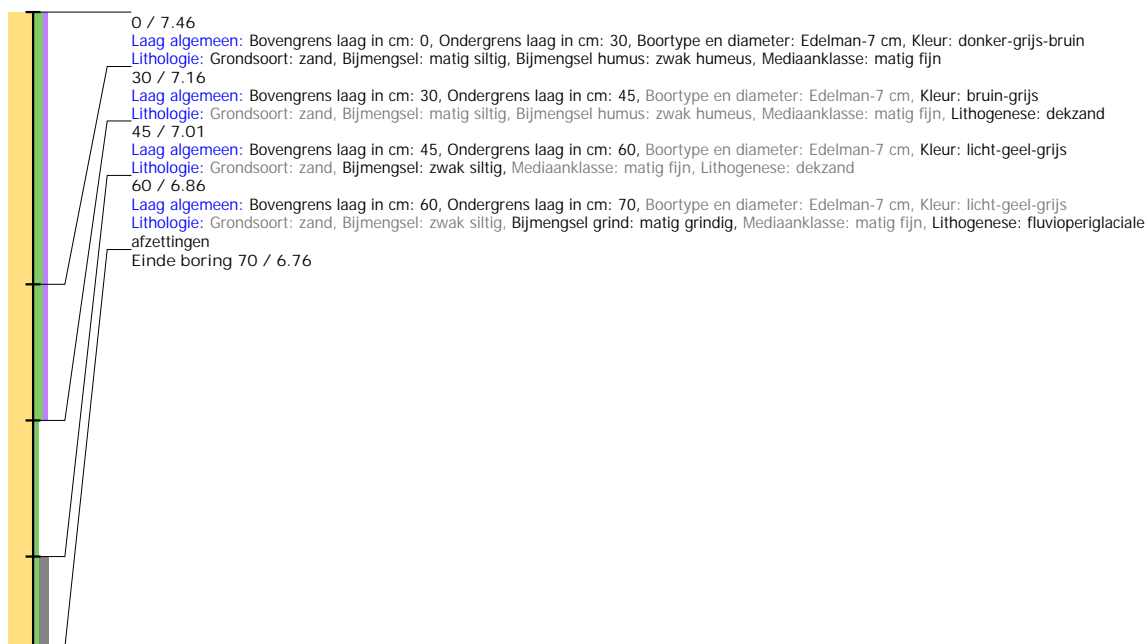 0 / 7.46
Laag algemeen: Bovengrens laag in cm: 0, Ondergrens laag in cm: 30, Boortype en diameter: Edelman-7 cm, Kleur: donker-grijs-bruin
Lithologie: Grondsoort: zand, Bijmengsel: matig siltig, Bijmengsel humus: zwak humeus, Mediaanklasse: matig fijn
30 / 7.16
Laag algemeen: Bovengrens laag in cm: 30, Ondergrens laag in cm: 45, Boortype en diameter: Edelman-7 cm, Kleur: bruin-grijs
Lithologie: Grondsoort: zand, Bijmengsel: matig siltig, Bijmengsel humus: zwak humeus, Mediaanklasse: matig fijn, Lithogenese: dekzand
45 / 7.01
Laag algemeen: Bovengrens laag in cm: 45, Ondergrens laag in cm: 60, Boortype en diameter: Edelman-7 cm, Kleur: licht-geel-grijs
Lithologie: Grondsoort: zand, Bijmengsel: zwak siltig, Mediaanklasse: matig fijn, Lithogenese: dekzand
60 / 6.86
Laag algemeen: Bovengrens laag in cm: 60, Ondergrens laag in cm: 70, Boortype en diameter: Edelman-7 cm, Kleur: licht-geel-grijs
Lithologie: Grondsoort: zand, Bijmengsel: zwak siltig, Bijmengsel grind: matig grindig, Mediaanklasse: matig fijn, Lithogenese: fluvioperiglaciale
afzettingen
Einde boring 70 / 6.76